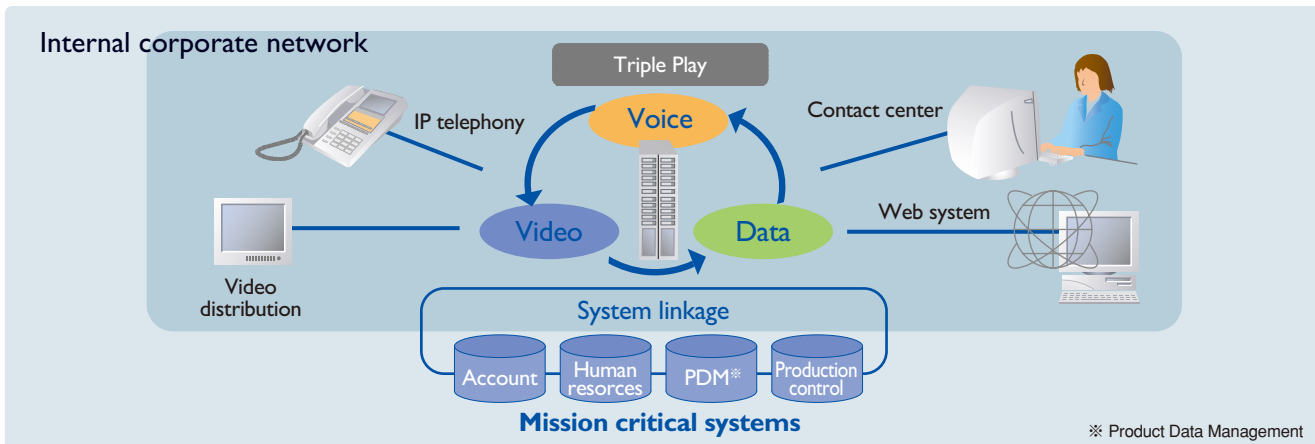 Internal corporate network
Triple Play
IP telephony
Voice
Contact center
Video
Data
Web system
Video
distribution
System linkage
Account
Human
resorces
PDM※
Production
control
Mission critical systems
※ Product Data Management